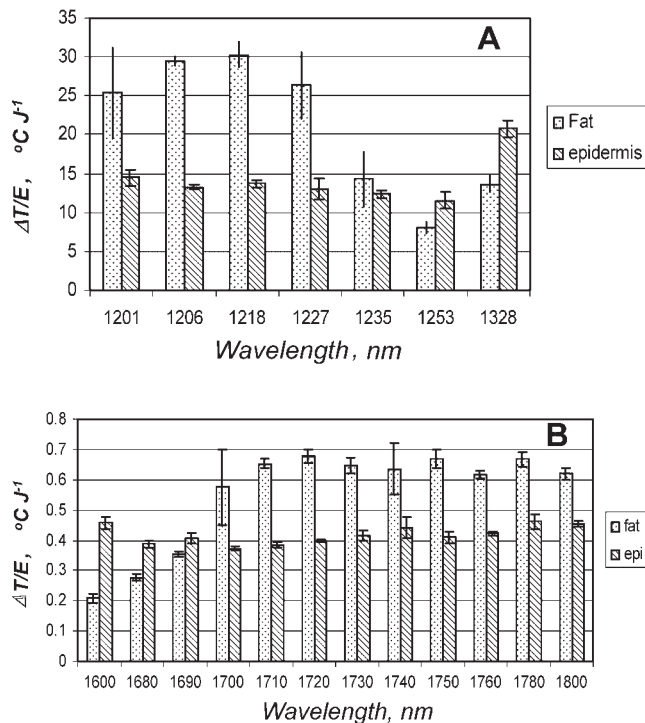 A
35
30
25
20
15
10
5
0
ΔT/E, ºC J-1
1201 1206 1218 1227 1235 1253 1328
Wavelength, nm
Fat
epidermis
B
0.8
0.7
0.6
0.5
0.4
0.3
0.2
0.1
0
ΔT/E, ºC J-1
1600 1680 1690 1700 1710 1720 1730 1740 1750 1760 1780 1800
Wavelength, nm
fat
epi